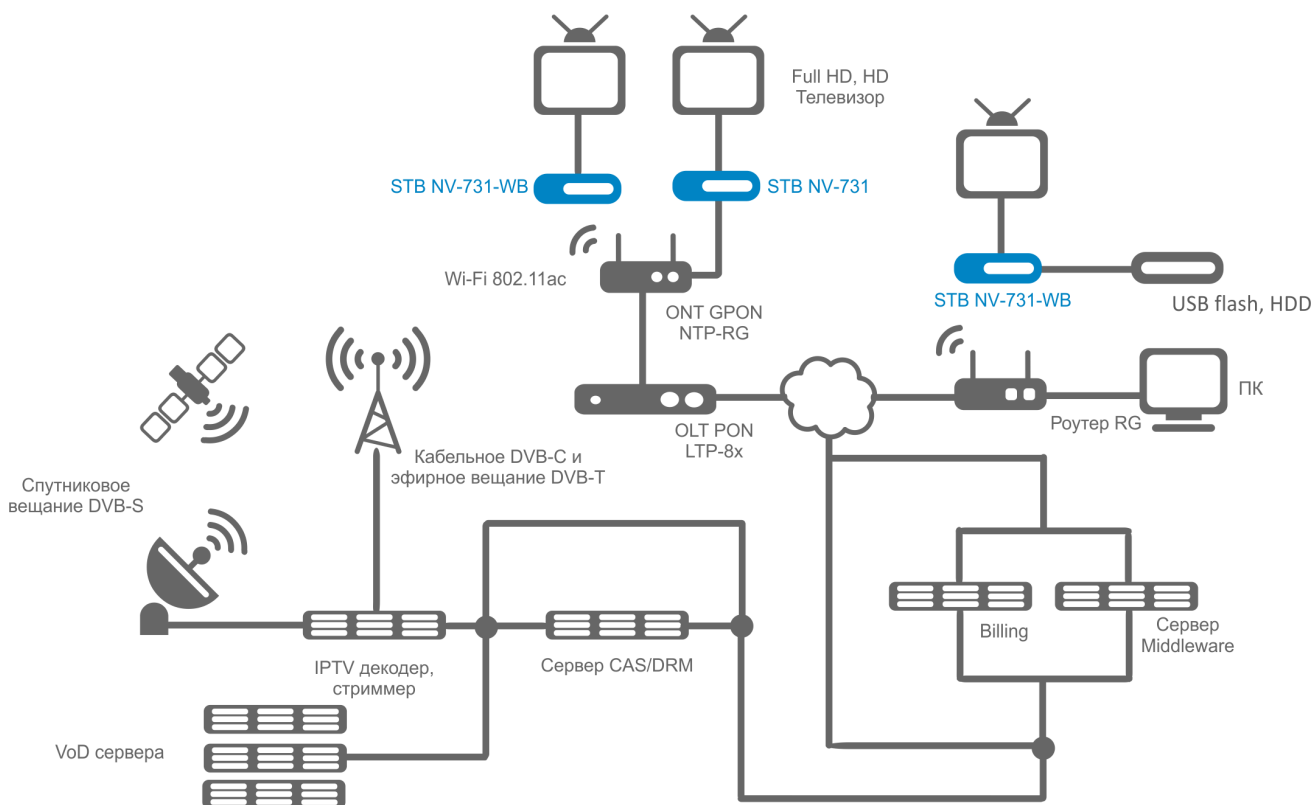 Full HD, HD
Телевизор
STB NV-731-WB
STB NV-731
Wi-Fi 802.11ac
STB NV-731-WB
USB flash, HDD
ONT GPON
NTP-RG
ПК
Роутер RG
OLT PON
LTP-8x
Кабельное DVB-C и
эфирное вещание DVB-T
Спутниковое
вещание DVB-S
Billing
Сервер
Middleware
IPTV декодер,
стриммер
Сервер CAS/DRM
VoD сервера